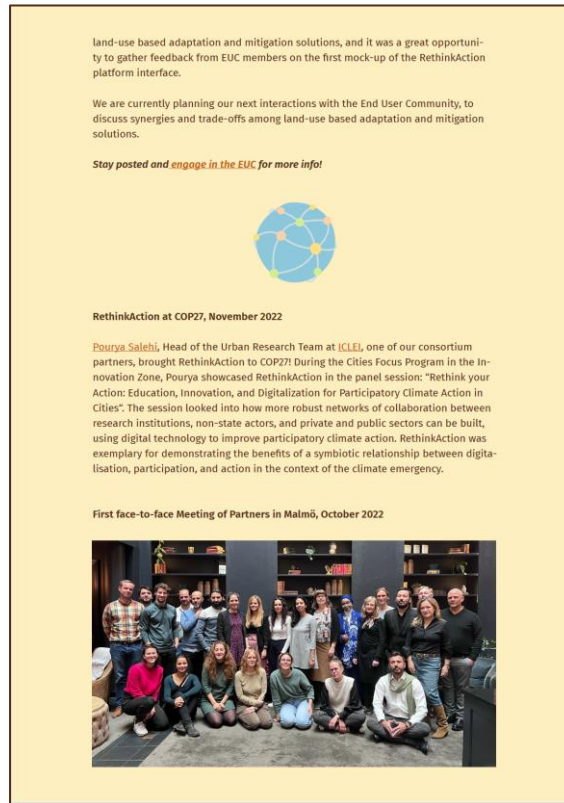 land-use based adaptation and mitigation solutions, and it was a great opportuni-
ty to gather feedback from EUC members on the first mock-up of the RethinkAction
platform interface.
We are currently planning our next interactions with the End User Community, to
discuss synergies and trade-offs among land-use based adaptation and mitigation
solutions.
Stay posted and engage in the EUC for more info!
RethinkAction at COP27, November 2022
Pourya Salehi, Head of the Urban Research Team at ICLEI, one of our consortium
partners, brought RethinkAction to COP27! During the Cities Focus Program in the In-
novation Zone, Pourya showcased RethinkAction in the panel session: "Rethink your
Action: Education, Innovation, and Digitalization for Participatory Climate Action in
Cities". The session looked into how more robust networks of collaboration between
research institutions, non-state actors, and private and public sectors can be built,
using digital technology to improve participatory climate action. RethinkAction was
exemplary for demonstrating the benefits of a symbiotic relationship between digita-
lisation, participation, and action in the context of the climate emergency.
First face-to-face Meeting of Partners in Malmö, October 2022